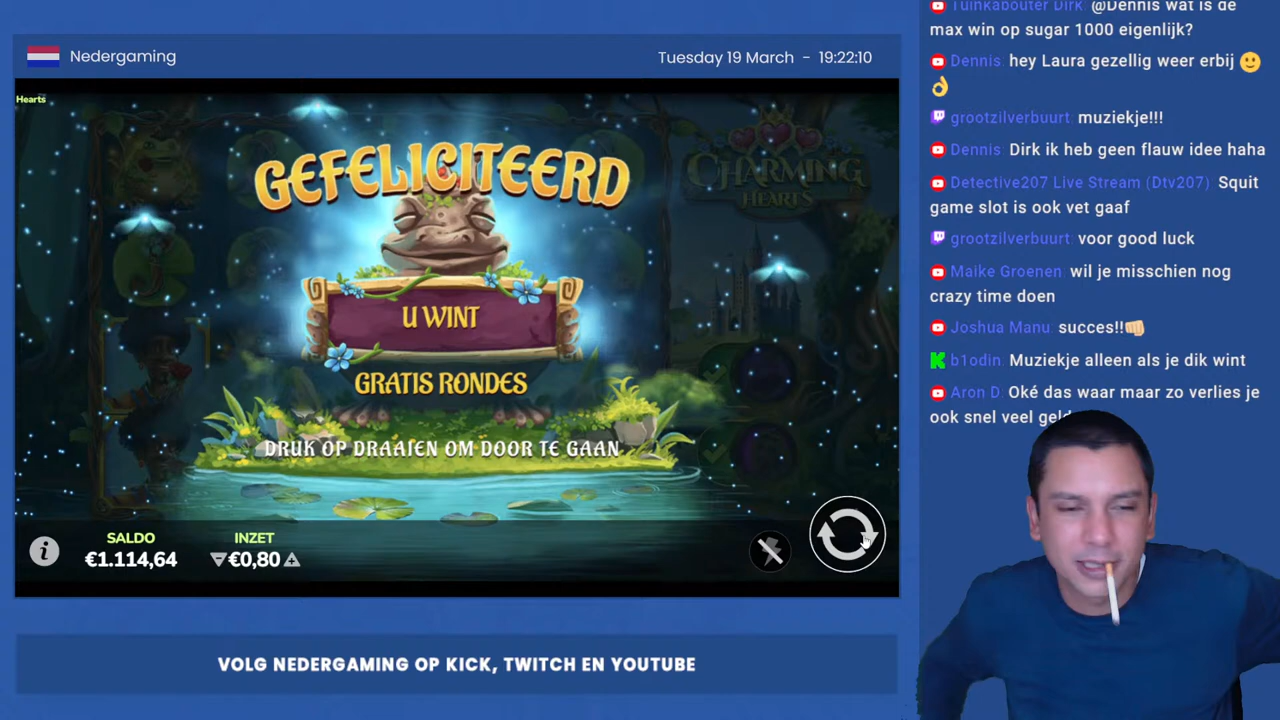 Nedergaming
Tuesday 19 March - 19:22:10
Hearts
GEFELICITEERD
CHARMING
HEARTS
U WINT
GRATIS RONDES
DRUK OP DRAAIEN OM DOOR TE GAAN
SALDO
€1.114,64
INZET
€0,80
VOLG NEDERGAMING OP KICK, TWITCH EN YOUTUBE
Tuinkabouter Dirk: @Dennis wat is de
max win op sugar 1000 eigenlijk?
Dennis: hey Laura gezellig weer erbij 🙂
👌
grootzilverbuurt: muziekje!!!
Dennis: Dirk ik heb geen flauw idee haha
Detective207 Live Stream (Dtv207): Squit
game slot is ook vet gaaf
grootzilverbuurt: voor good luck
Maike Groenen: wil je misschien nog
crazy time doen
Joshua Manu: succes!!👊🏼
b1odin: Muziekje alleen als je dik wint
Aron D: Oké das waar maar zo verlies je
ook snel veel geld